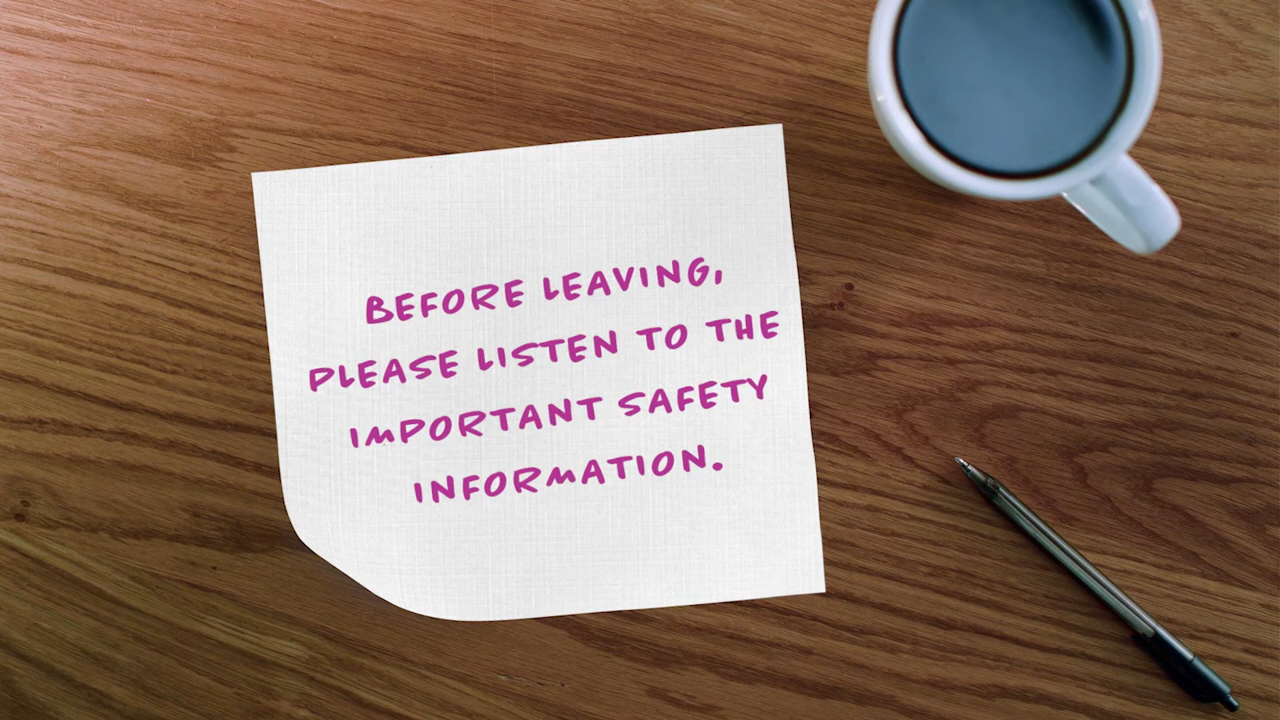 BEFORE LEAVING,
PLEASE LISTEN TO THE
IMPORTANT SAFETY
INFORMATION.